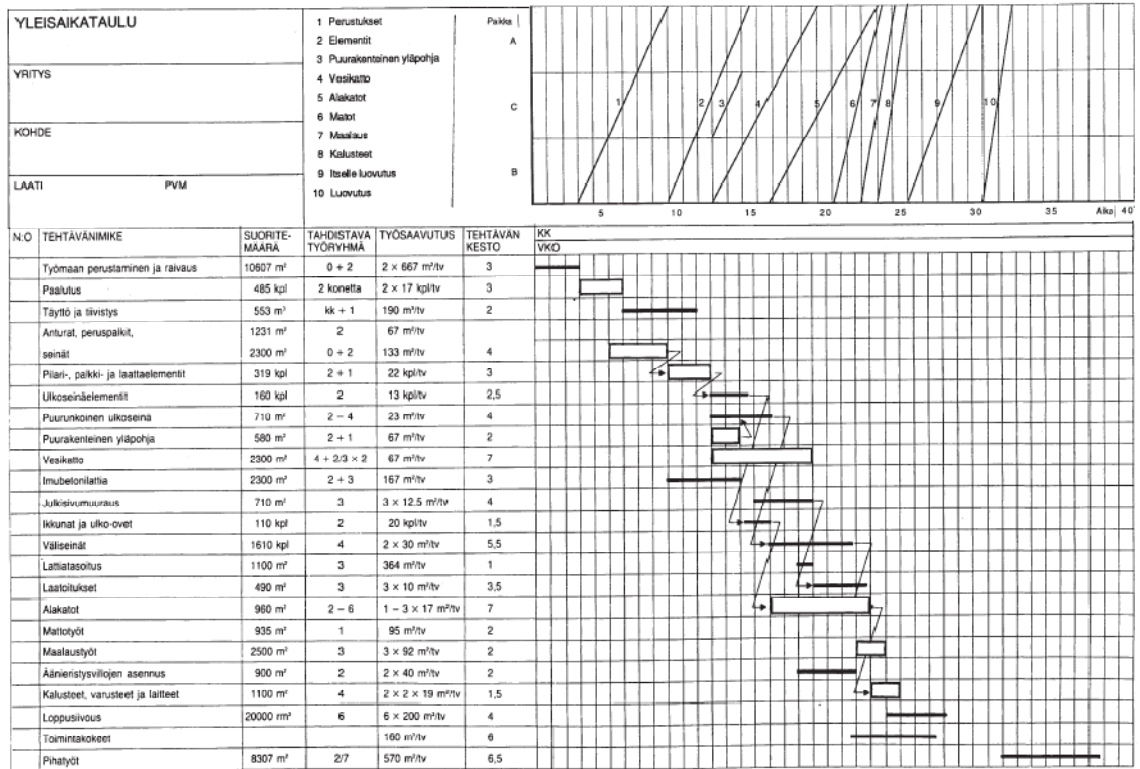 YLEISAIKATAULU
YRITYS
KOHDE
LAATI PVM
1 Perustukset
2 Elementit
3 Puurakenteinen yläpohja
4 Vesikatto
5 Alakatot
6 Matot
7 Maalaus
8 Kalusteet
9 Itselle luovutus
10 Luovutus
Paikka
A
C
B
1 2 3 4 5 6 7 8 9 10
5 10 15 20 25 30 35 Aika 40
N:O TEHTÄVÄNIMIKE SUORITE-MÄÄRÄ TAHDISTAVA TYÖRYHMÄ TYÖSAAVUTUIS TEHTÄVÄN KESTO KK
VKO
Työmaan perustaminen ja raivaus 10607 m² 0 + 2 2 × 667 m²/tv 3
Paalutus 485 kpl 2 konetta 2 × 17 kpl/tv 3
Täyttö ja tiivistys 553 m³ kk + 1 190 m³/tv 2
Anturat, peruspalkit, 1231 m² 2 67 m²/tv
seinät 2300 m² 0 + 2 133 m²/tv 4
Pilari-, palkki- ja laattaelementit 319 kpl 2 + 1 22 kpl/tv 3
Ulkoseinäelementit 160 kpl 2 13 kpl/tv 2,5
Puurunkoinen ulkoseinä 710 m² 2 – 4 23 m²/tv 4
Puurakenteinen yläpohja 580 m² 2 + 1 67 m²/tv 2
Vesikatto 2300 m² 4 + 2/3 × 2 67 m²/tv 7
Imubetonilattia 2300 m² 2 + 3 167 m²/tv 3
Julkisivumuuraus 710 m² 3 3 × 12.5 m²/tv 4
Ikkunat ja ulko-ovet 110 kpl 2 20 kpl/tv 1,5
Väliseinät 1610 kpl 4 2 × 30 m²/tv 5,5
Lattiatasoitus 1100 m² 3 364 m²/tv 1
Laatoitukset 490 m² 3 3 × 10 m²/tv 3,5
Alakatot 960 m² 2 – 6 1 – 3 × 17 m²/tv 7
Mattotyöt 935 m² 1 95 m²/tv 2
Maalaustyöt 2500 m² 3 3 × 92 m²/tv 2
Äänieristysvillojen asennus 900 m² 2 2 × 40 m²/tv 2
Kalusteet, varusteet ja laitteet 1100 m² 4 2 × 2 × 19 m²/tv 1,5
Loppusiivous 20000 rm² 6 6 × 200 m²/tv 4
Toimintakokeet 160 m²/tv 6
Pihatyöt 8307 m² 2/7 570 m²/tv 6,5